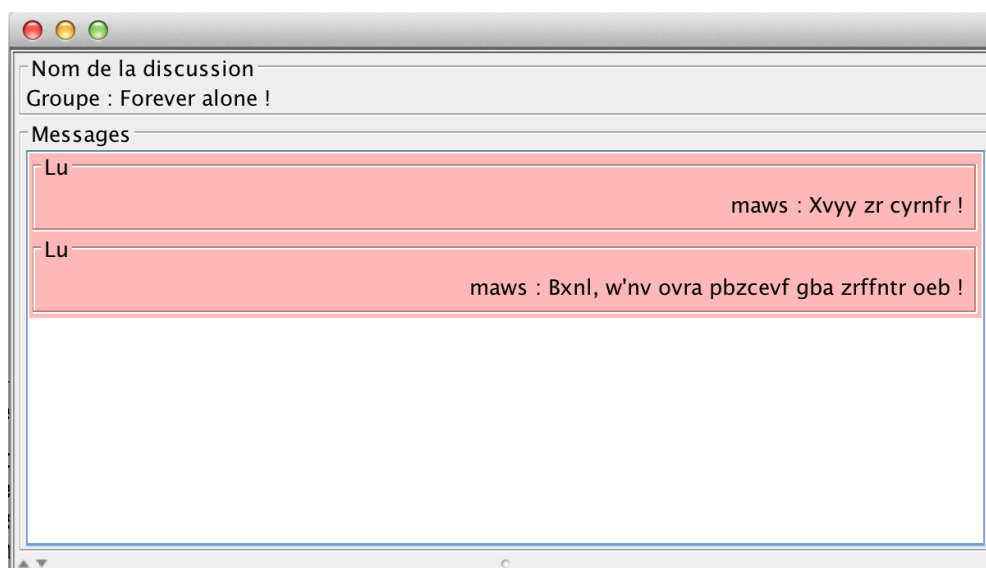 Nom de la discussion
Groupe : Forever alone !
Messages
Lu
maws : Xvyy zr cyrnfr !
Lu
maws : Bxnl, w'nv ovra pbzcevf gba zrffntr oeb !